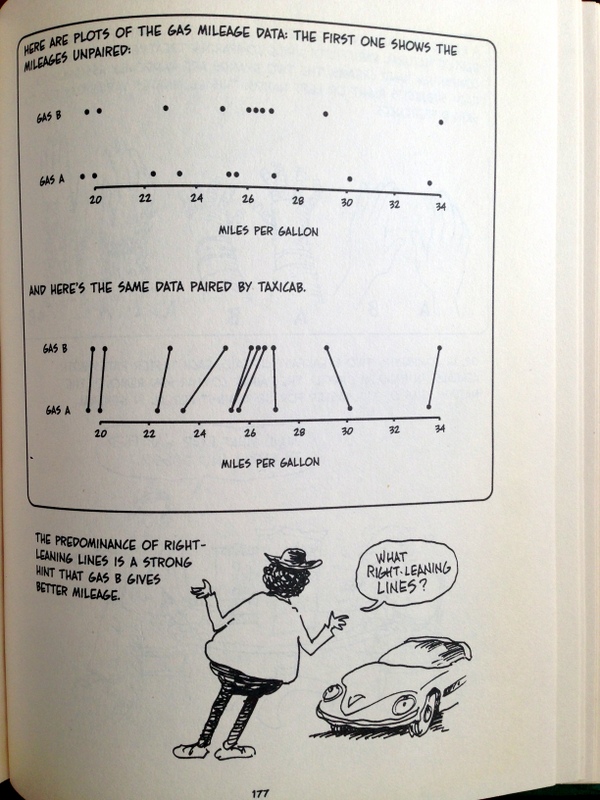 HERE ARE PLOTS OF THE GAS MILEAGE DATA: THE FIRST ONE SHOWS THE
MILEAGES UNPAIRED:
GAS B
GAS A
20 22 24 26 28 30 32 34
MILES PER GALLON
AND HERE'S THE SAME DATA PAIRED BY TAXICAB.
GAS B
GAS A
20 22 24 26 28 30 32 34
MILES PER GALLON
THE PREDOMINANCE OF RIGHT-
LEANING LINES IS A STRONG
HINT THAT GAS B GIVES
BETTER MILEAGE.
WHAT
RIGHT-LEANING
LINES?
177